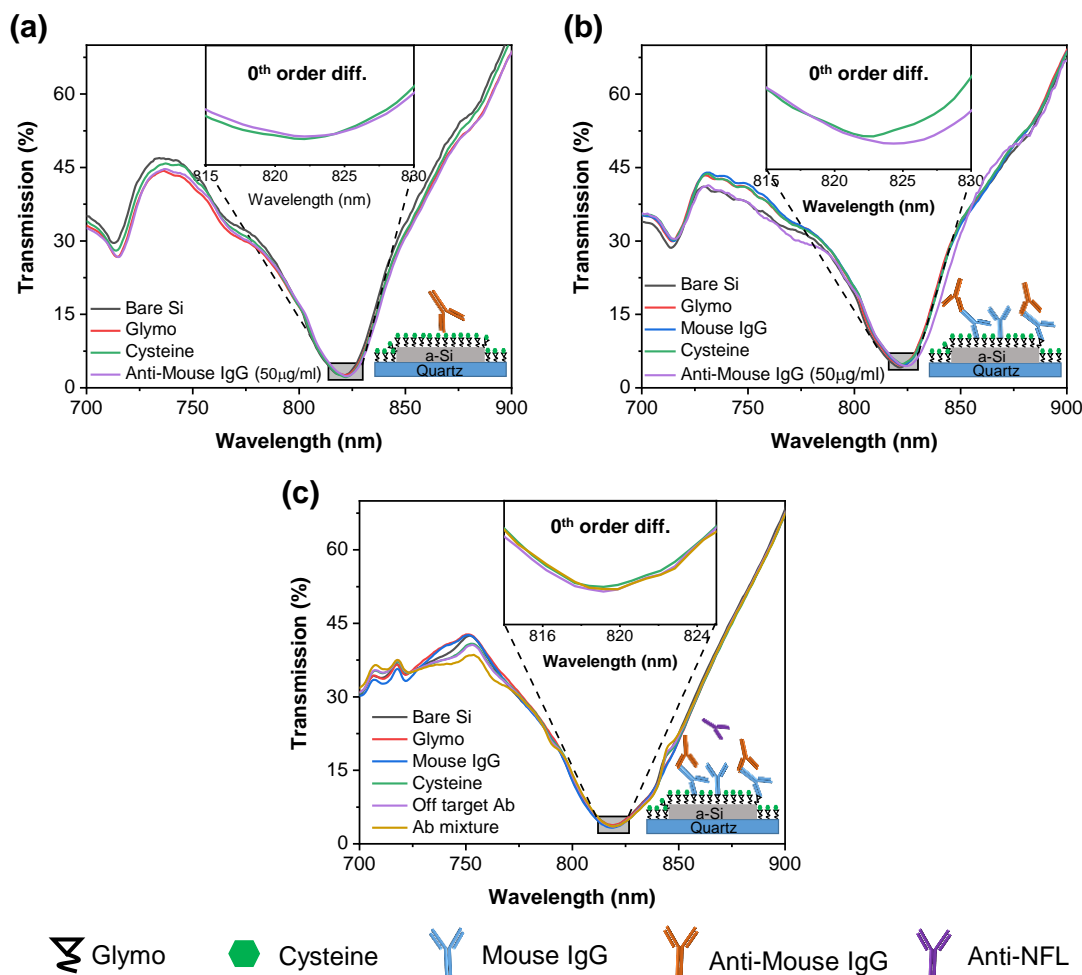 (a)
0th order diff.
815 820 825 830
Wavelength (nm)
Transmission (%)
60
45
30
15
0
Bare Si
Glymo
Cysteine
Anti-Mouse IgG (50µg/ml)
a-Si
Quartz
700 750 800 850 900
Wavelength (nm)
(b)
0th order diff.
815 820 825 830
Wavelength (nm)
Transmission (%)
60
45
30
15
0
Bare Si
Glymo
Mouse IgG
Cysteine
Anti-Mouse IgG (50µg/ml)
a-Si
Quartz
700 750 800 850 900
Wavelength (nm)
(c)
0th order diff.
816 820 824
Wavelength (nm)
Transmission (%)
60
45
30
15
0
Bare Si
Glymo
Mouse IgG
Cysteine
Off target Ab
Ab mixture
a-Si
Quartz
700 750 800 850 900
Wavelength (nm)
Glymo Cysteine Mouse IgG Anti-Mouse IgG Anti-NFL